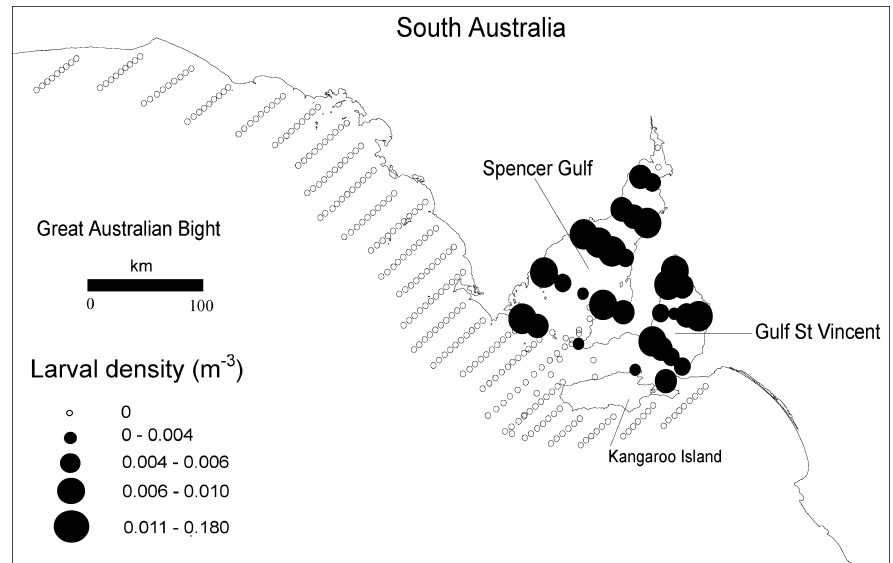 South Australia
Spencer Gulf
Great Australian Bight
km
0 100
Gulf St Vincent
Larval density (m-3)
0
0 - 0.004
0.004 - 0.006
0.006 - 0.010
0.011 - 0.180
Kangaroo Island